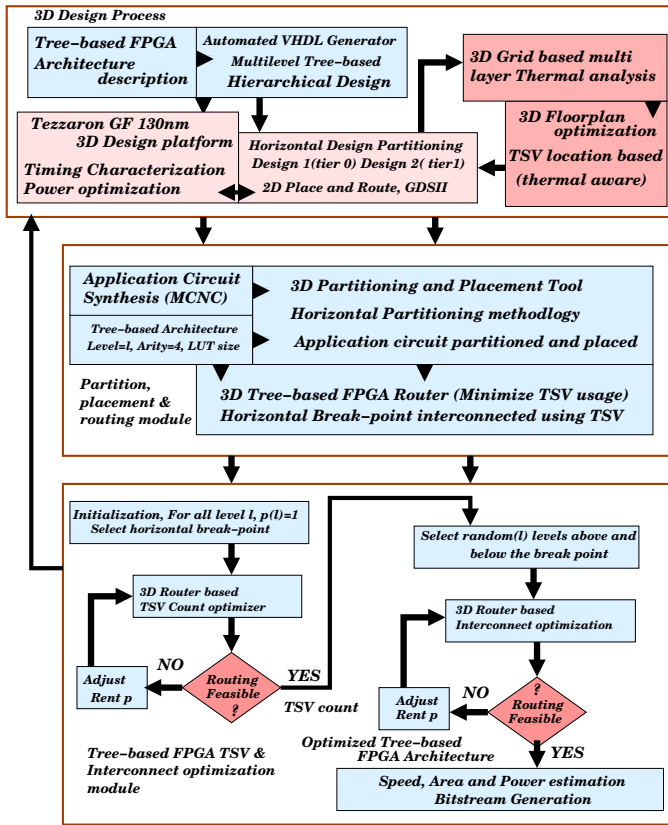 3D Design Process
Tree-based FPGA
Architecture
description
Automated VHDL Generator
Multilevel Tree-based
Hierarchical Design
3D Grid based multi
layer Thermal analysis
3D Floorplan
optimization
TSV location based
(thermal aware)
Tezzaron GF 130nm
3D Design platform
Timing Characterization
Power optimization
Horizontal Design Partitioning
Design 1(tier 0) Design 2( tier1)
2D Place and Route, GDSII
Application Circuit
Synthesis (MCNC)
Tree-based Architecture
Level=l, Arity=4, LUT size
3D Partitioning and Placement Tool
Horizontal Partitioning methodlogy
Application circuit partitioned and placed
Partition,
placement &
routing module
3D Tree-based FPGA Router (Minimize TSV usage)
Horizontal Break-point interconnected using TSV
Initialization, For all level l, p(l)=1
Select horizontal break-point
3D Router based
TSV Count optimizer
Adjust
Rent p
NO
Routing
Feasible
?
YES
TSV count
Tree-based FPGA TSV &
Interconnect optimization
module
Select random(l) levels above and
below the break point
3D Router based
Interconnect optimization
Adjust
Rent p
NO
?
Routing
Feasible
YES
Optimized Tree-based
FPGA Architecture
Speed, Area and Power estimation
Bitstream Generation